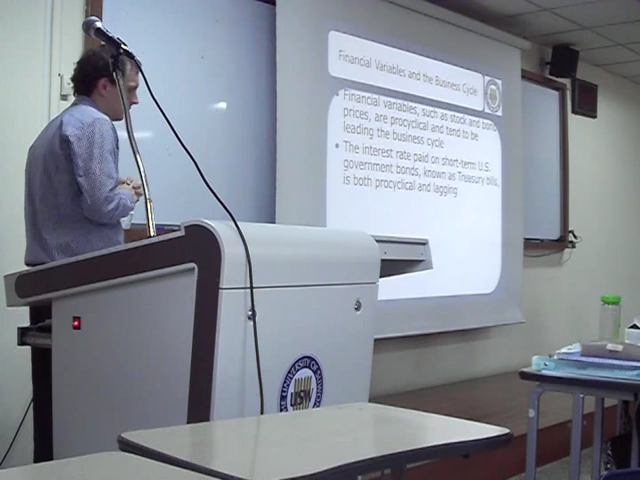 Financial Variables and the Business Cycle
• Financial variables, such as stock and bond
prices, are procyclical and tend to be
leading the business cycle
• The interest rate paid on short-term U.S.
government bonds, known as Treasury bills,
is both procyclical and lagging
UNIVERSITY OF
USW